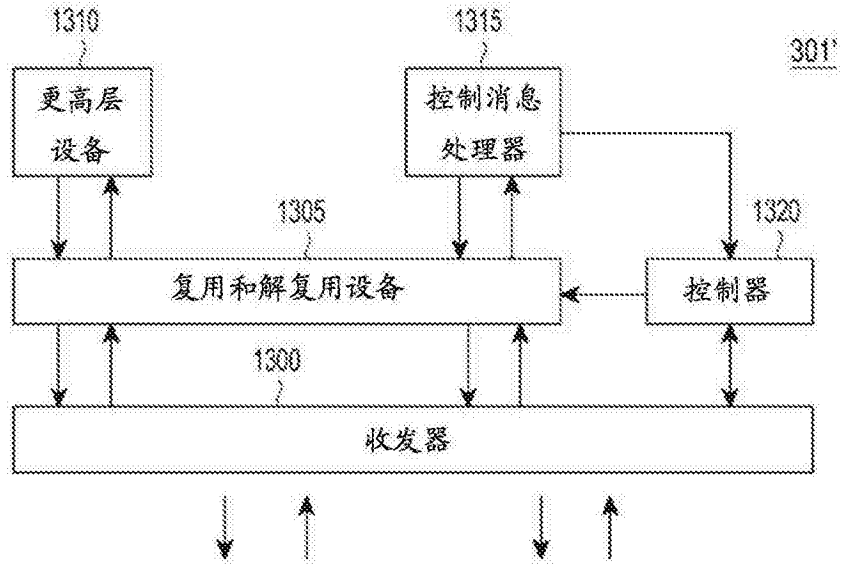 1310
1315
301'
更高层
设备
控制消息
处理器
1305
1320
复用和解复用设备
控制器
1300
收发器